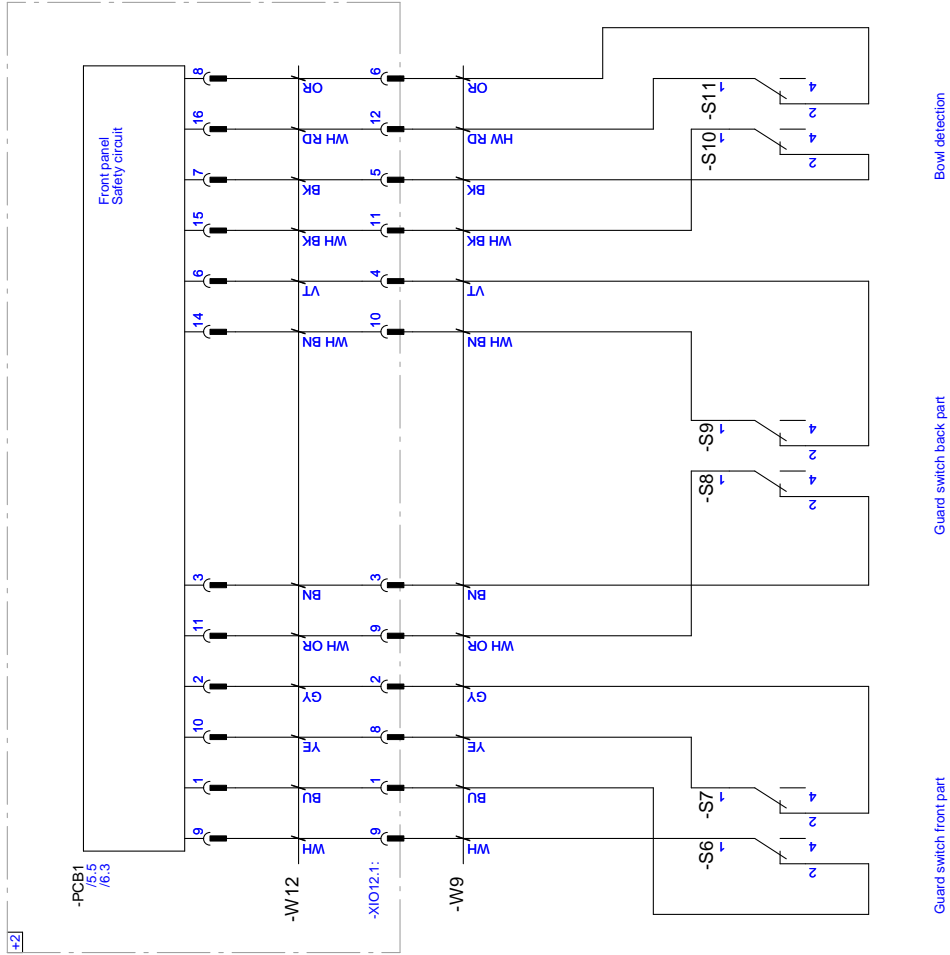 8
OR
6
OR
16
WH RD
12
HW RD
7
BK
5
BK
15
WH BK
11
WH BK
6
VT
4
VT
14
WH BN
10
WH BN
3
BN
3
BN
11
WH OR
9
WH OR
2
GY
2
GY
10
YE
8
YE
1
BU
1
BU
9
WH
9
WH
Front panel
Safety circuit
-PCB1
/5.5
/6.3
-W12
-XIO12.1:
-W9
+2
-S11
1
4
2
-S10
1
4
2
Bowl detection
-S9
1
4
2
-S8
1
4
2
Guard switch back part
-S7
1
4
2
-S6
1
4
2
Guard switch front part